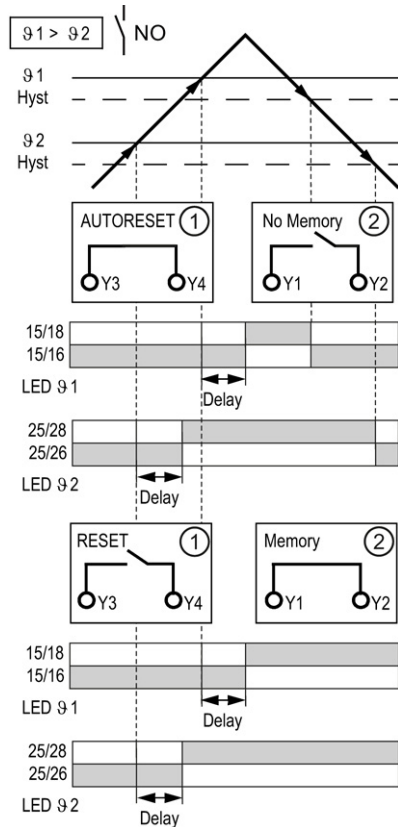 ϑ1 > ϑ2 NO
ϑ1
Hyst
ϑ2
Hyst
AUTORESET 1
Y3 Y4
No Memory 2
Y1 Y2
15/18
15/16
LED ϑ1
Delay
25/28
25/26
LED ϑ2
Delay
RESET 1
Y3 Y4
Memory 2
Y1 Y2
15/18
15/16
LED ϑ1
Delay
25/28
25/26
LED ϑ2
Delay